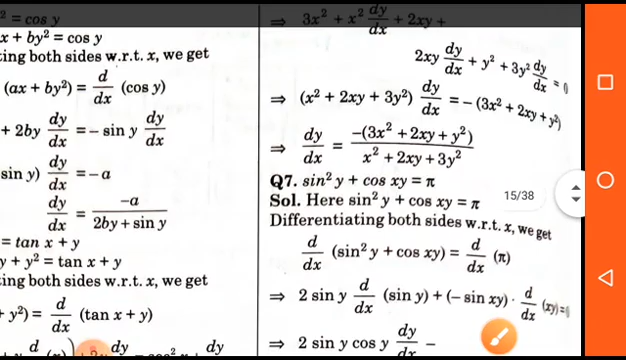 ² = cos y
x + by² = cos y
ting both sides w.r.t. x, we get
(ax + by²) = d/dx (cos y)
+ 2by dy/dx = – sin y dy/dx
sin y) dy/dx = –a
dy/dx = –a/(2by + sin y)
= tan x + y
y + y² = tan x + y
ting both sides w.r.t. x, we get
+ y²) = d/dx (tan x + y)
⇒ 3x² + x² dy/dx + 2xy +
2xy dy/dx + y² + 3y² dy/dx = 0
⇒ (x² + 2xy + 3y²) dy/dx = – (3x² + 2xy + y²)
⇒ dy/dx = –(3x² + 2xy + y²)/(x² + 2xy + 3y²)
Q7. sin² y + cos xy = π
Sol. Here sin² y + cos xy = π
Differentiating both sides w.r.t. x, we get
d/dx (sin² y + cos xy) = d/dx (π)
⇒ 2 sin y d/dx (sin y) + (– sin xy) · d/dx (xy) = 0
⇒ 2 sin y cos y dy/dx –
15/38